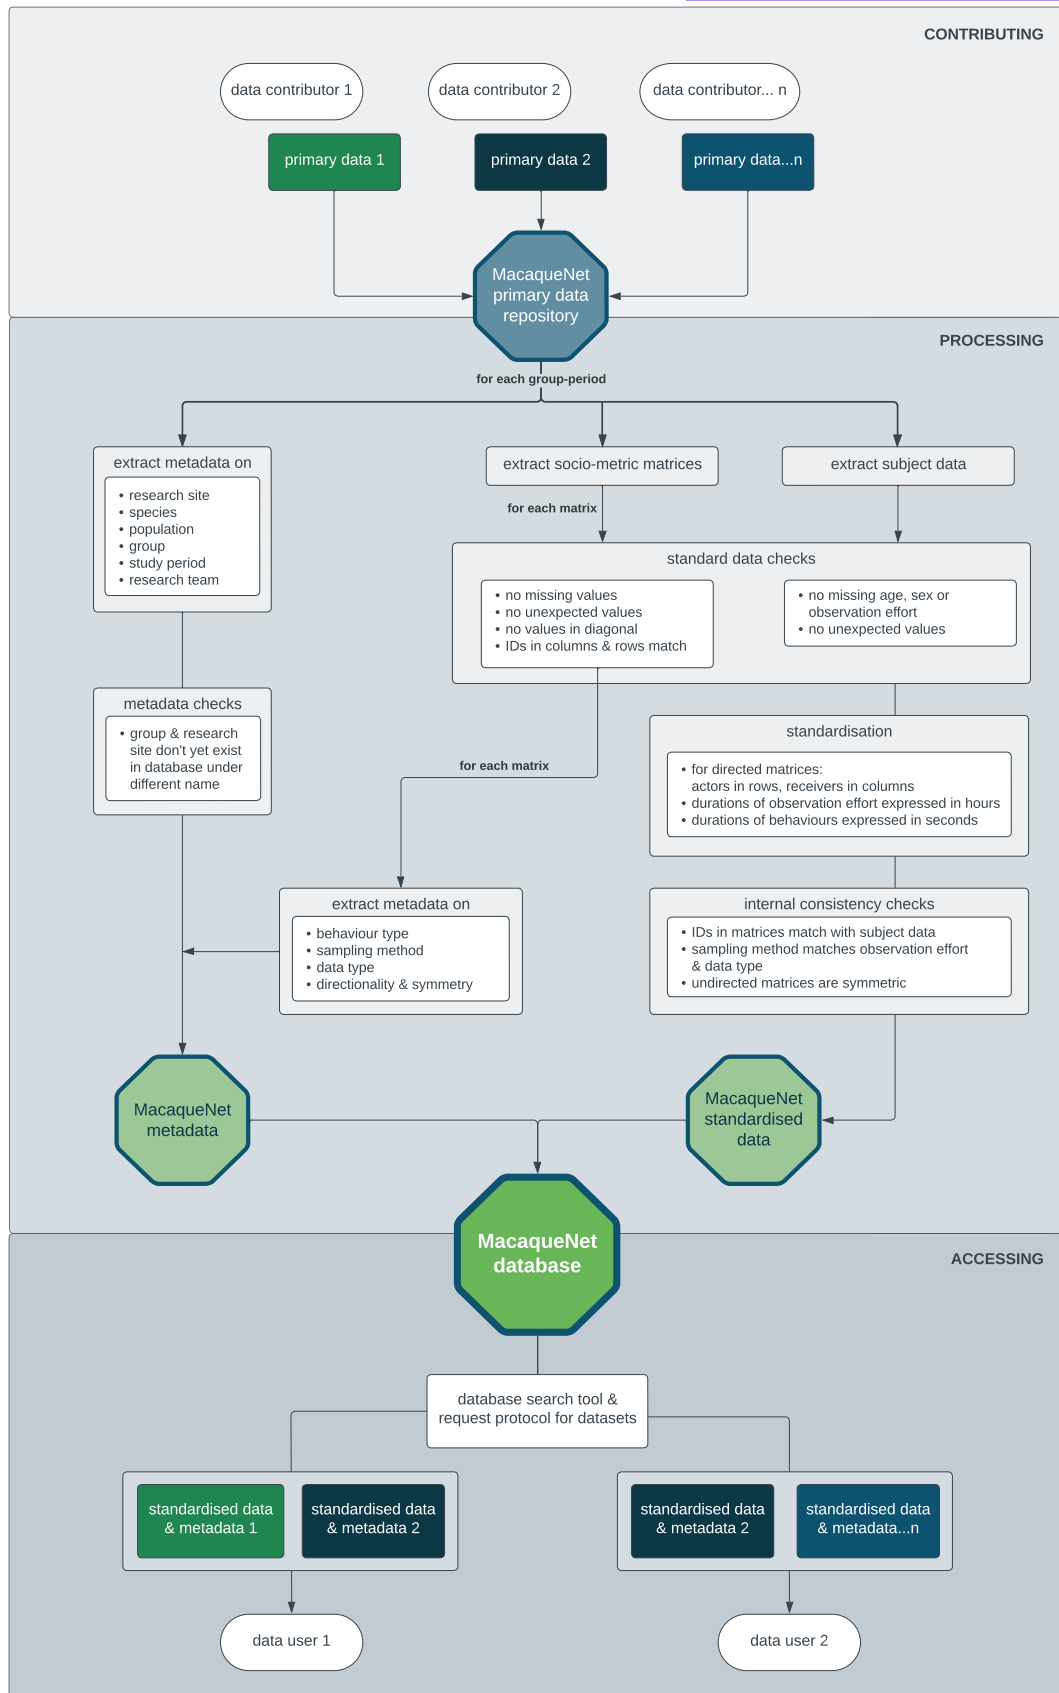 CONTRIBUTING
data contributor 1
data contributor 2
data contributor... n
primary data 1
primary data 2
primary data...n
MacaqueNet
primary data
repository
PROCESSING
for each group-period
extract metadata on
• research site
• species
• population
• group
• study period
• research team
extract socio-metric matrices
extract subject data
for each matrix
standard data checks
• no missing values
• no unexpected values
• no values in diagonal
• IDs in columns & rows match
• no missing age, sex or
observation effort
• no unexpected values
metadata checks
• group & research
site don't yet exist
in database under
different name
standardisation
• for directed matrices:
actors in rows, receivers in columns
• durations of observation effort expressed in hours
• durations of behaviours expressed in seconds
for each matrix
extract metadata on
• behaviour type
• sampling method
• data type
• directionality & symmetry
internal consistency checks
• IDs in matrices match with subject data
• sampling method matches observation effort
& data type
• undirected matrices are symmetric
MacaqueNet
metadata
MacaqueNet
standardised
data
MacaqueNet
database
ACCESSING
database search tool &
request protocol for datasets
standardised data
& metadata 1
standardised data
& metadata 2
standardised data
& metadata 2
standardised data
& metadata...n
data user 1
data user 2